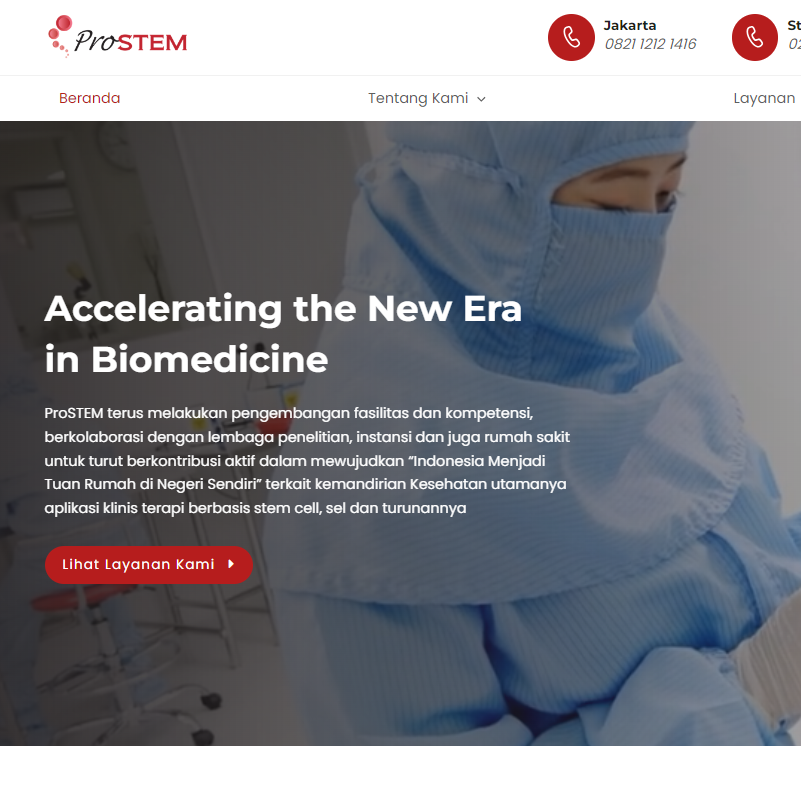 ProSTEM
Jakarta
0821 1212 1416
St
02
Beranda
Tentang Kami
Layanan
Accelerating the New Era
in Biomedicine
ProSTEM terus melakukan pengembangan fasilitas dan kompetensi,
berkolaborasi dengan lembaga penelitian, instansi dan juga rumah sakit
untuk turut berkontribusi aktif dalam mewujudkan “Indonesia Menjadi
Tuan Rumah di Negeri Sendiri” terkait kemandirian Kesehatan utamanya
aplikasi klinis terapi berbasis stem cell, sel dan turunannya
Lihat Layanan Kami